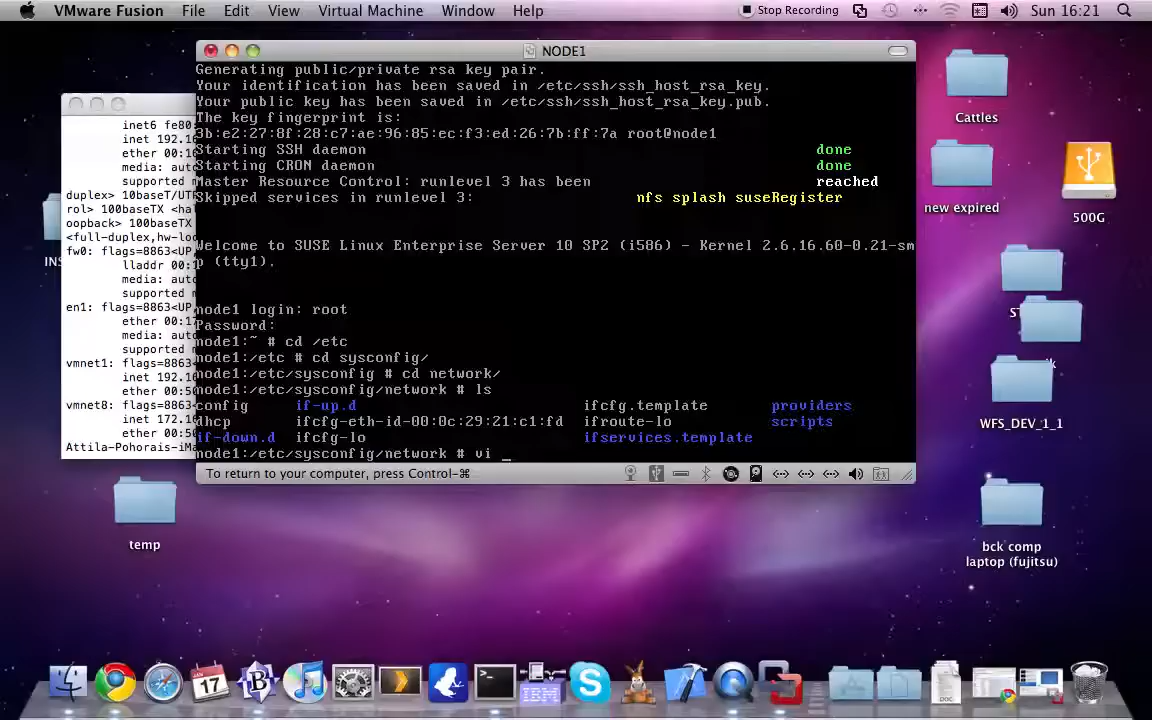 VMware Fusion File Edit View Virtual Machine Window Help Stop Recording Sun 16:21
NODE1
Generating public/private rsa key pair.
Your identification has been saved in /etc/ssh/ssh_host_rsa_key.
Your public key has been saved in /etc/ssh/ssh_host_rsa_key.pub.
The key fingerprint is:
3b:e2:27:8f:28:c7:ae:96:85:ec:f3:ed:26:7b:ff:7a root@node1
Starting SSH daemon done
Starting CRON daemon done
Master Resource Control: runlevel 3 has been reached
Skipped services in runlevel 3: nfs splash suseRegister
Welcome to SUSE Linux Enterprise Server 10 SP2 (i586) - Kernel 2.6.16.60-0.21-sm
p (tty1).
node1 login: root
Password:
node1:~ # cd /etc
node1:/etc # cd sysconfig/
node1:/etc/sysconfig # cd network/
node1:/etc/sysconfig/network # ls
config if-up.d ifcfg.template providers
dhcp ifcfg-eth-id-00:0c:29:21:c1:fd ifroute-lo scripts
if-down.d ifcfg-lo ifservices.template
node1:/etc/sysconfig/network # vi _
To return to your computer, press Control-⌘
inet6 fe80:
inet 192.16
ether 00:16
media: auto
supported m
duplex> 10baseT/UTP
rol> 100baseTX <hal
oopback> 100baseTX
<full-duplex,hw-loo
fw0: flags=8863<UP,
lladdr 00:1
media: auto
supported m
en1: flags=8863<UP,
ether 00:17
media: auto
supported m
vmnet1: flags=8863<
inet 192.16
ether 00:50
vmnet8: flags=8863<
inet 172.16
ether 00:50
Attila-Pohorais-iMa
INS
temp
Cattles
new expired
500G
ST
ik
WFS_DEV_1_1
bck comp
laptop (fujitsu)
JAN
17
B
IBM
S
DOC